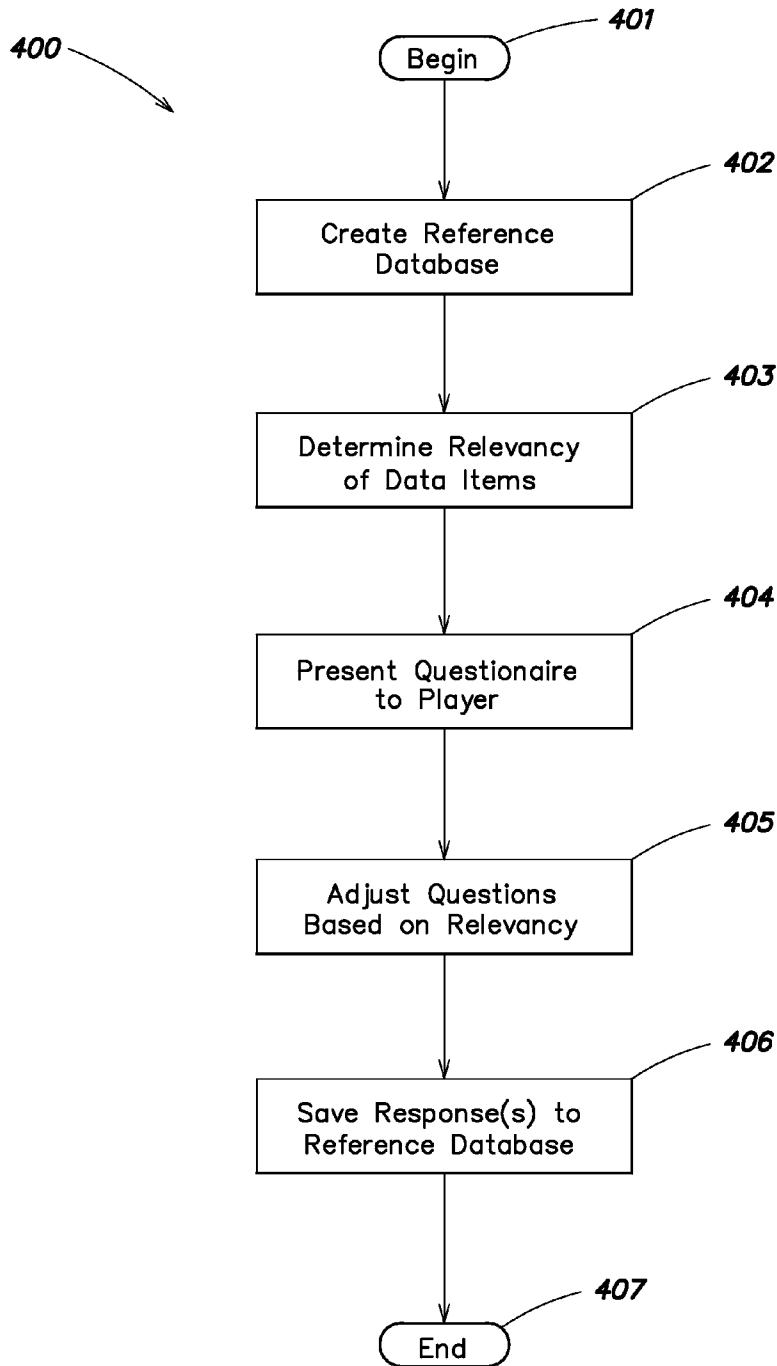 400
Begin
401
402
Create Reference
Database
403
Determine Relevancy
of Data Items
404
Present Questionaire
to Player
405
Adjust Questions
Based on Relevancy
406
Save Response(s) to
Reference Database
407
End